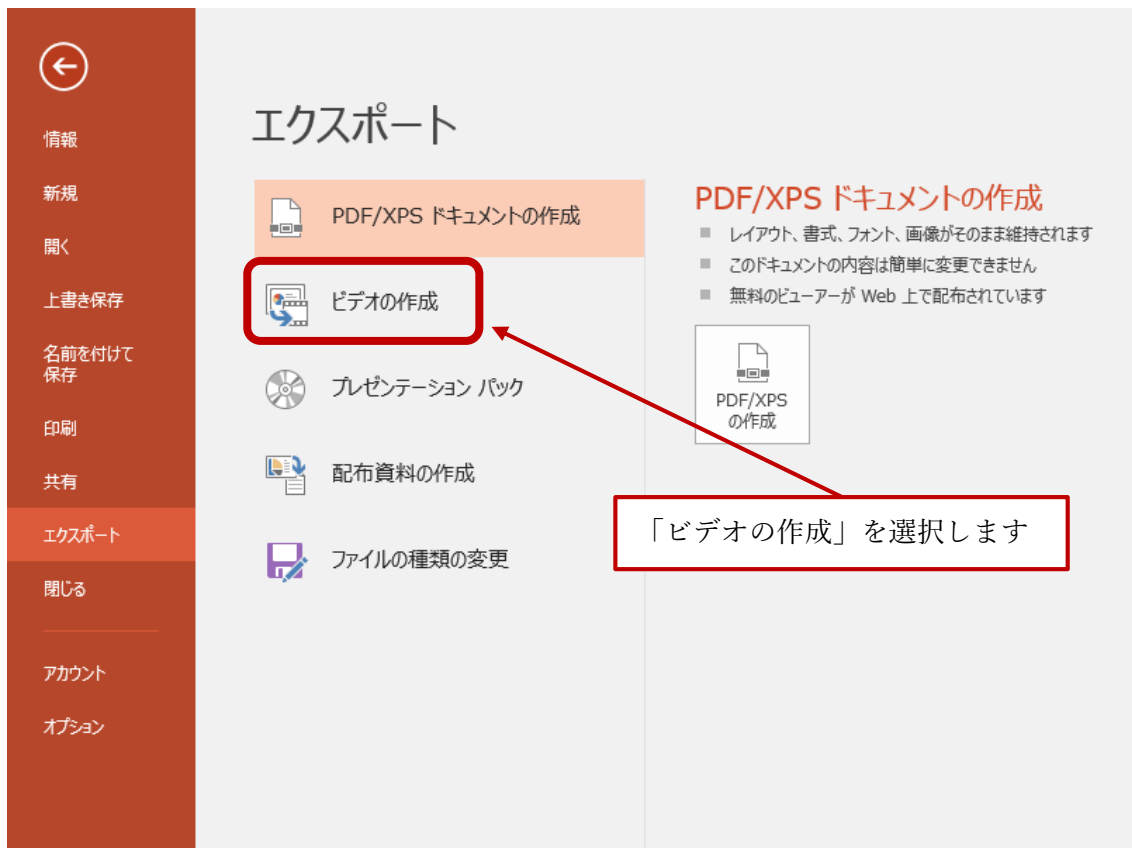 情報
新規
開く
上書き保存
名前を付けて
保存
印刷
共有
エクスポート
閉じる
アカウント
オプション
エクスポート
PDF/XPS ドキュメントの作成
ビデオの作成
プレゼンテーション パック
配布資料の作成
ファイルの種類の変更
PDF/XPS ドキュメントの作成
レイアウト、書式、フォント、画像がそのまま維持されます
このドキュメントの内容は簡単に変更できません
無料のビューアーが Web 上で配布されています
PDF/XPS
の作成
「ビデオの作成」を選択します